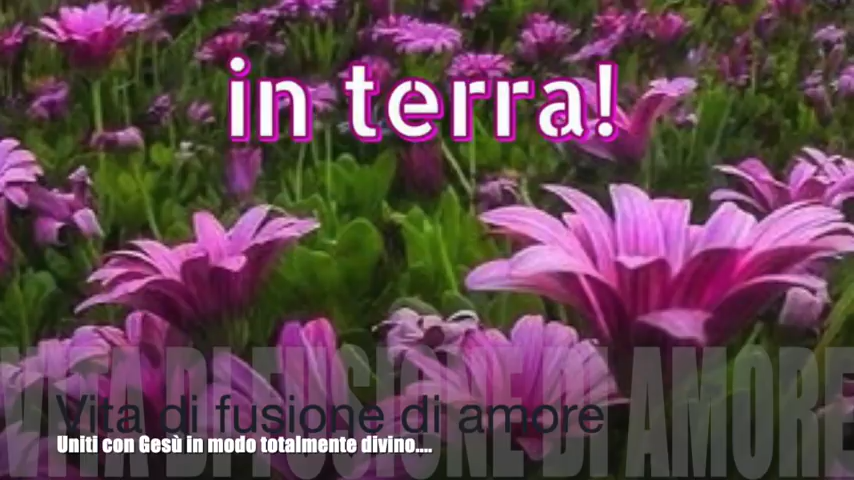 in terra!
VITA DI FUSIONE DI AMORE
Vita di fusione di amore
Uniti con Gesù in modo totalmente divino....